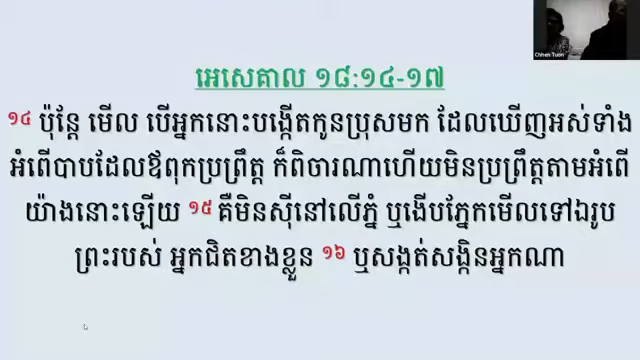 Chheh Tuon
អេសេគាល ១៨:១៤-១៧
១៤ ប៉ុន្តែ មើល បើអ្នកនោះបង្កើតកូនប្រុសមក ដែលឃើញអស់ទាំង
អំពើបាបដែលឪពុកប្រព្រឹត្ត ក៏ពិចារណាហើយមិនប្រព្រឹត្តតាមអំពើ
យ៉ាងនោះឡើយ ១៥ គឺមិនស៊ីនៅលើភ្នំ ឬងើបភ្នែកមើលទៅឯរូប
ព្រះរបស់ អ្នកជិតខាងខ្លួន ១៦ ឬសង្កត់សង្កិនអ្នកណា